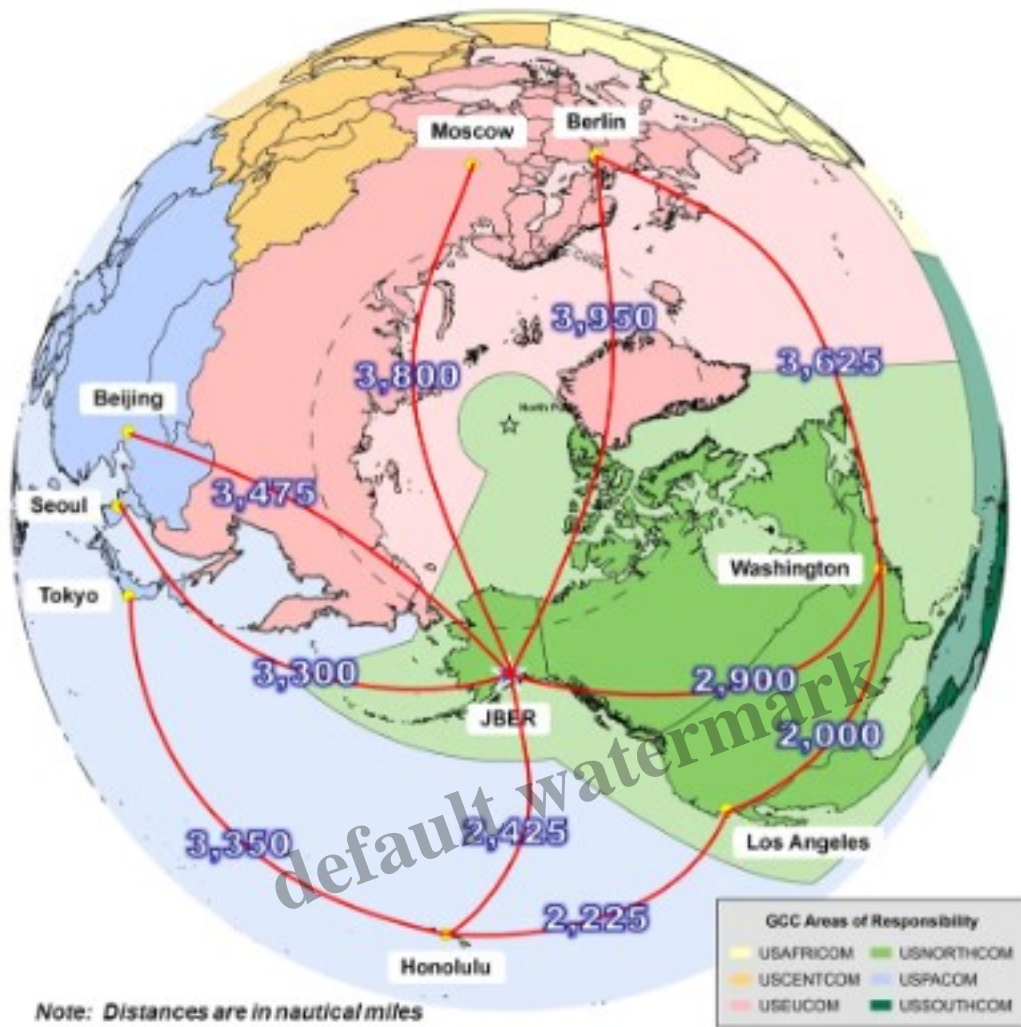 Moscow
Berlin
3,950
3,800
3,625
Beijing
North Pole
3,475
Seoul
Washington
Tokyo
3,300
2,900
JBER
2,000
default watermark
3,350
2,425
Los Angeles
2,225
Honolulu
GCC Areas of Responsibility
USAFRICOM
USNORTHCOM
USCENTCOM
USPACOM
USEUCOM
USSOUTHCOM
Note: Distances are in nautical miles